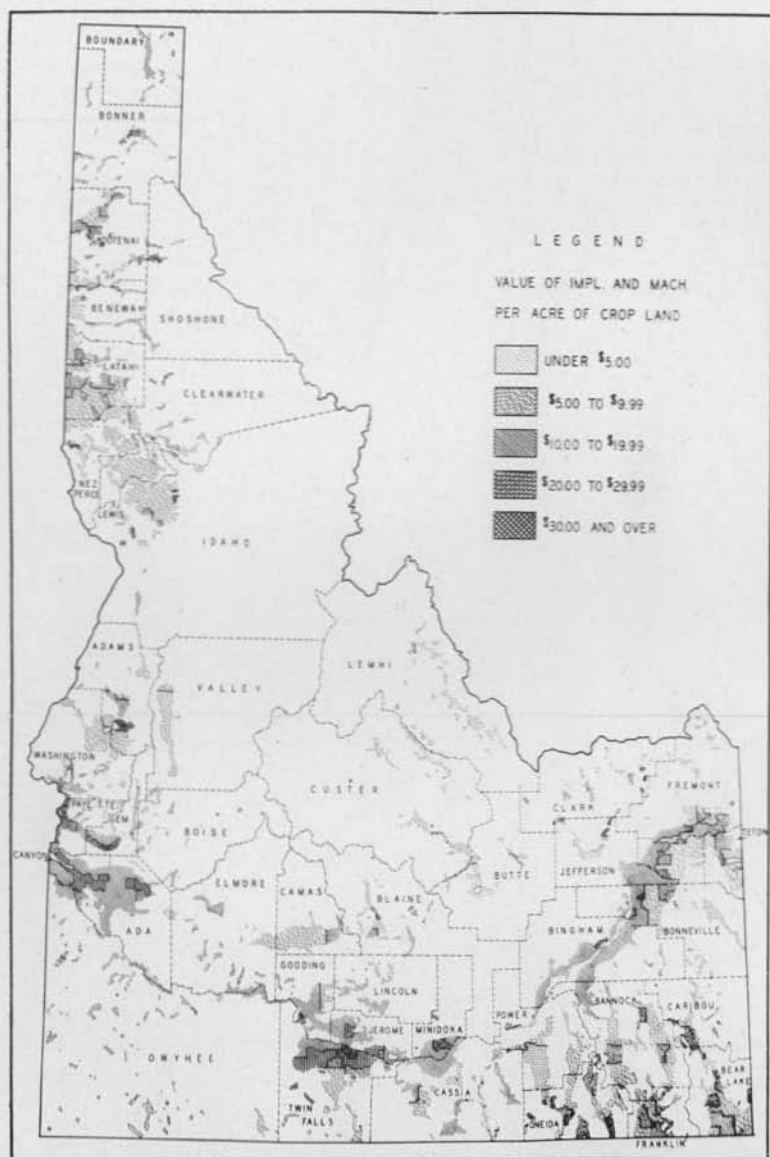 BOUNDARY
BONNER
KOOTENAI
BENEWAH
SHOSHONE
LATAH
CLEARWATER
NEZ
PERCE
LEWIS
IDAHO
ADAMS
VALLEY
LEMHI
WASHINGTON
PAYETTE
GEM
BOISE
CUSTER
CLARK
FREMONT
TETON
CANYON
ADA
ELMORE
CAMAS
BLAINE
BUTTE
JEFFERSON
BINGHAM
BONNEVILLE
GOODING
LINCOLN
JEROME
MINIDOKA
POWER
BANNOCK
CARIBOU
OWYHEE
TWIN
FALLS
CASSIA
ONEIDA
BEAR
LAKE
FRANKLIN
LEGEND
VALUE OF IMPL. AND MACH.
PER ACRE OF CROP LAND
UNDER $5.00
$5.00 TO $9.99
$10.00 TO $19.99
$20.00 TO $29.99
$30.00 AND OVER